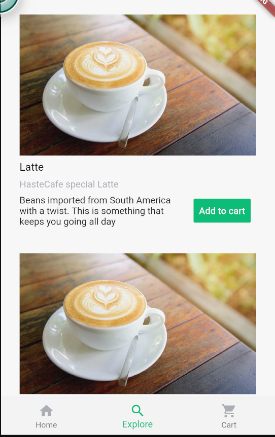 Latte
HasteCafe special Latte
Beans imported from South America
with a twist. This is something that
keeps you going all day
Add to cart
Home
Explore
Cart